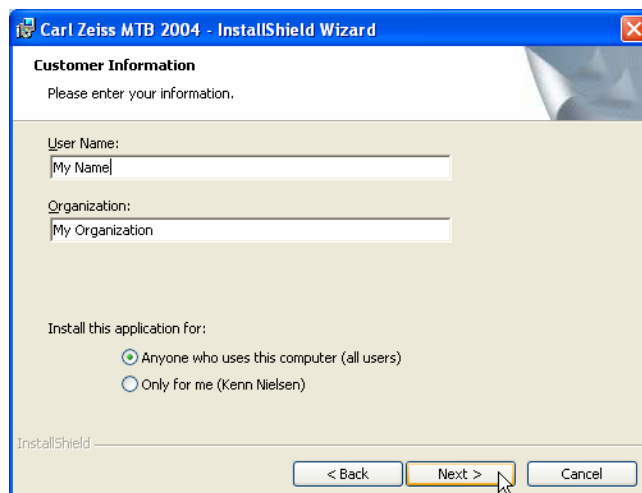 Carl Zeiss MTB 2004 - InstallShield Wizard
Customer Information
Please enter your information.
User Name:
My Name
Organization:
My Organization
Install this application for:
Anyone who uses this computer (all users)
Only for me (Kenn Nielsen)
InstallShield
< Back Next > Cancel